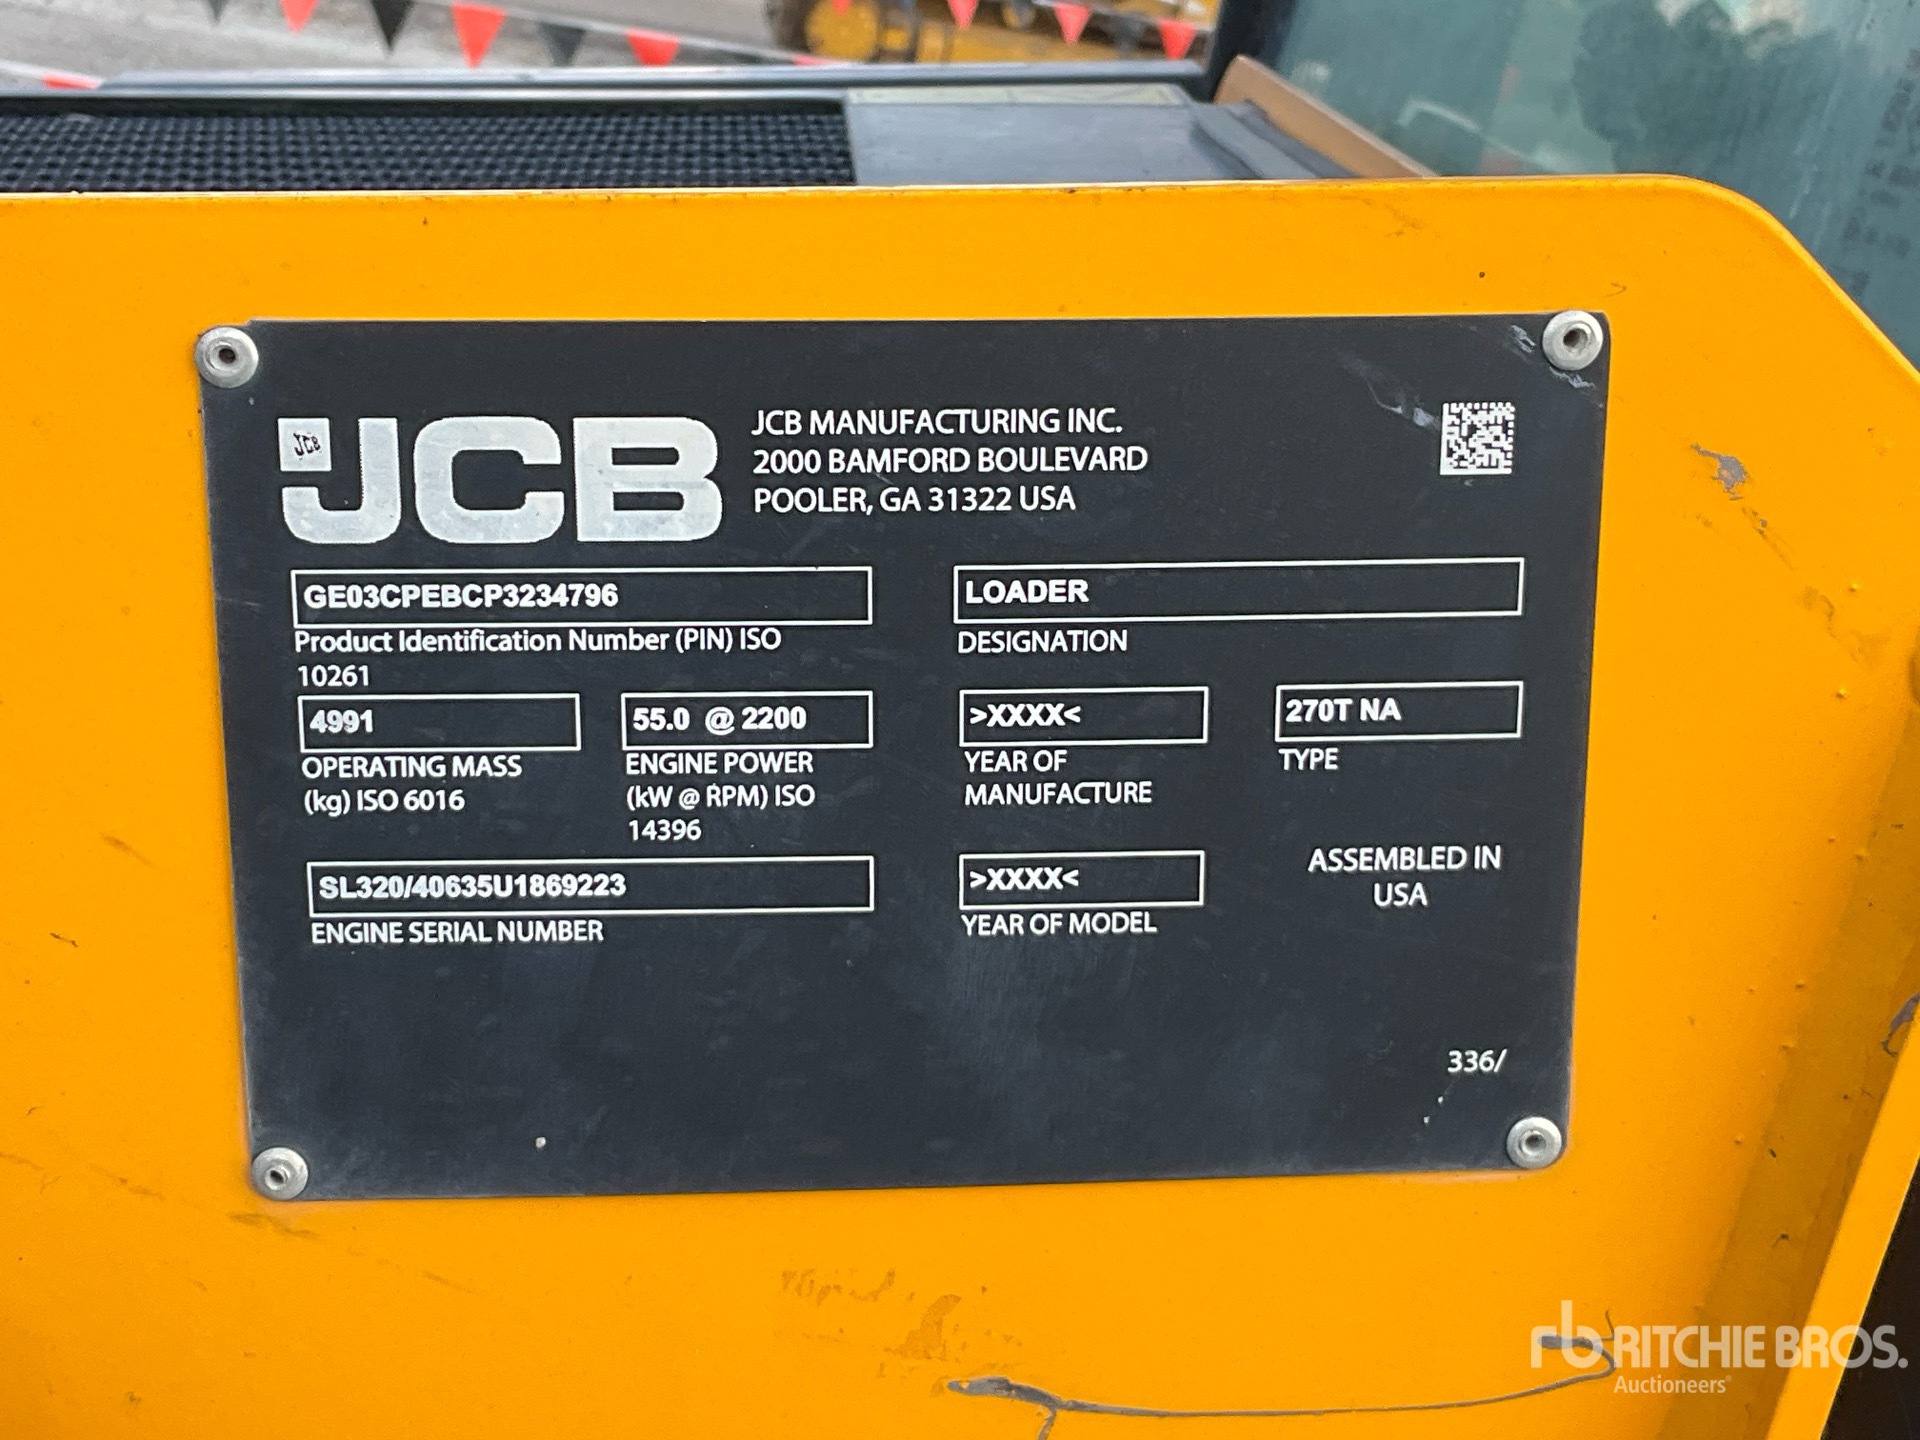 JCB
JCB
JCB MANUFACTURING INC.
2000 BAMFORD BOULEVARD
POOLER, GA 31322 USA
GE03CPEBCP3234796
Product Identification Number (PIN) ISO
10261
LOADER
DESIGNATION
4991
OPERATING MASS
(kg) ISO 6016
55.0 @ 2200
ENGINE POWER
(kW @ RPM) ISO
14396
>XXXX<
YEAR OF
MANUFACTURE
270T NA
TYPE
SL320/40635U1869223
ENGINE SERIAL NUMBER
>XXXX<
YEAR OF MODEL
ASSEMBLED IN
USA
336/
rb RITCHIE BROS.
Auctioneers